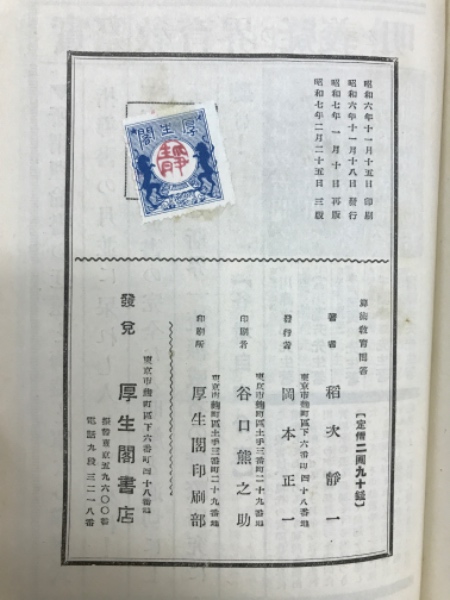 昭和六年十一月十五日 印刷
昭和六年十一月十八日 發行
昭和七年一月十日 再版
昭和七年二月二十五日 三版
厚生閣
靜
算術教育問答
【定價二圓九十錢】
著者 稻次靜一
東京市麹町區下六番町四十八番地
發行者 岡本正一
東京市麹町區土手三番町二十九番地
印刷者 谷口熊之助
東京市麹町區土手三番町二十九番地
印刷所 厚生閣印刷部
東京市麹町區下六番町四十八番地
發兌 厚生閣書店
振替東京五九六〇〇番
電話九段三二一八番